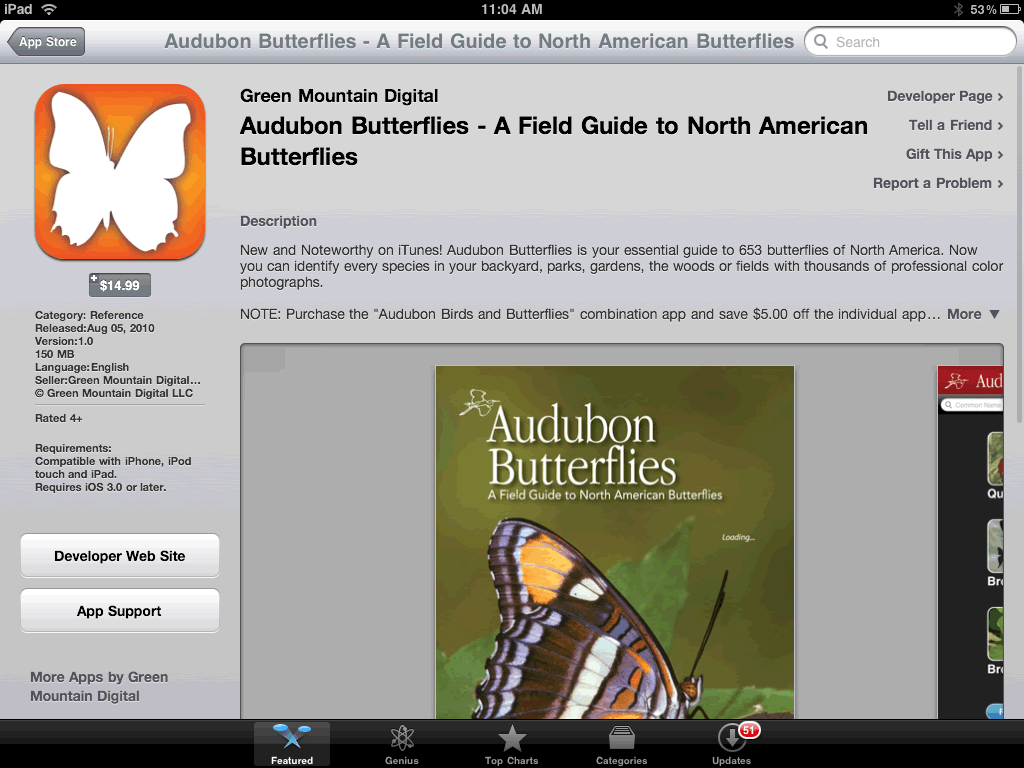 iPad 11:04 AM 53%
App Store Audubon Butterflies - A Field Guide to North American Butterflies Search
Green Mountain Digital
Audubon Butterflies - A Field Guide to North American
Butterflies
Developer Page ›
Tell a Friend ›
Gift This App ›
Report a Problem ›
Description
New and Noteworthy on iTunes! Audubon Butterflies is your essential guide to 653 butterflies of North America. Now
you can identify every species in your backyard, parks, gardens, the woods or fields with thousands of professional color
photographs.
NOTE: Purchase the "Audubon Birds and Butterflies" combination app and save $5.00 off the individual app... More ▼
+ $14.99
Category: Reference
Released:Aug 05, 2010
Version:1.0
150 MB
Language:English
Seller:Green Mountain Digital...
© Green Mountain Digital LLC
Rated 4+
Requirements:
Compatible with iPhone, iPod
touch and iPad.
Requires iOS 3.0 or later.
Developer Web Site
App Support
More Apps by Green
Mountain Digital
Audubon
Butterflies
A Field Guide to North American Butterflies
Loading...
Aud
Common Name
Qu
Bro
Bro
Featured Genius Top Charts Categories Updates
51